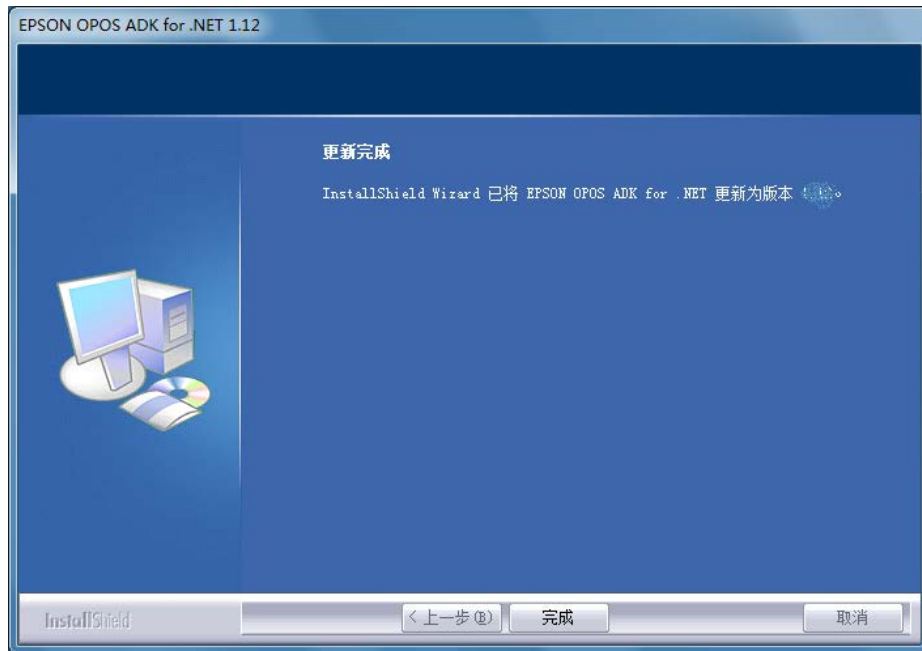 EPSON OPOS ADK for .NET 1.12
更新完成
InstallShield Wizard 已将 EPSON OPOS ADK for .NET 更新为版本
InstallShield
< 上一步(B)
完成
取消